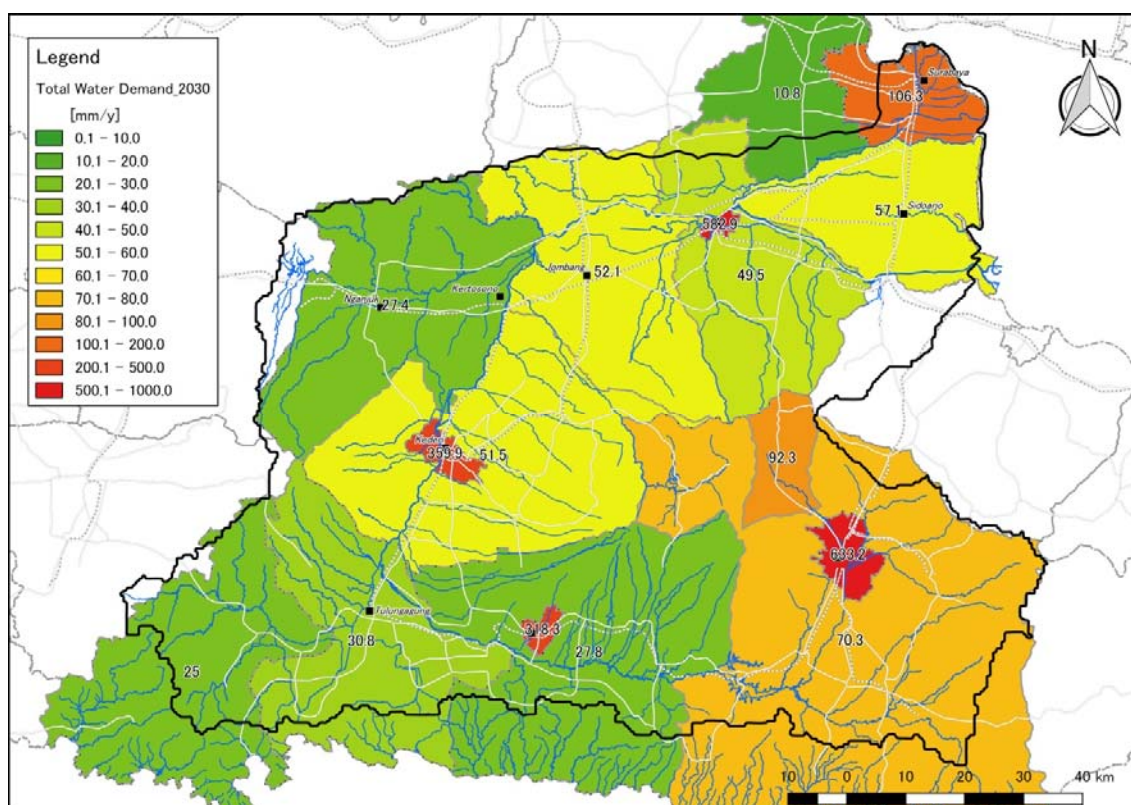 Legend
Total Water Demand_2030
[mm/y]
0.1 - 10.0
10.1 - 20.0
20.1 - 30.0
30.1 - 40.0
40.1 - 50.0
50.1 - 60.0
60.1 - 70.0
70.1 - 80.0
80.1 - 100.0
100.1 - 200.0
200.1 - 500.0
500.1 - 1000.0
N
Surabaya
10.8
106.3
Sidoarjo
57.1
582.9
Jombang
52.1
49.5
Kertosono
Nganjuk
27.4
Kediri
359.9
51.5
92.3
633.2
Tulungagung
318.3
30.8
27.8
70.3
25
10 0 10 20 30 40 km